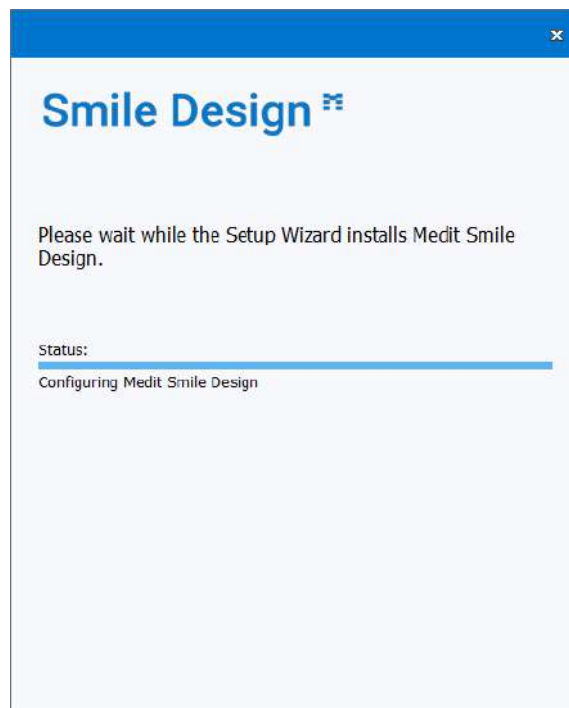 Smile Design
Please wait while the Setup Wizard installs Medit Smile
Design.
Status:
Configuring Medit Smile Design